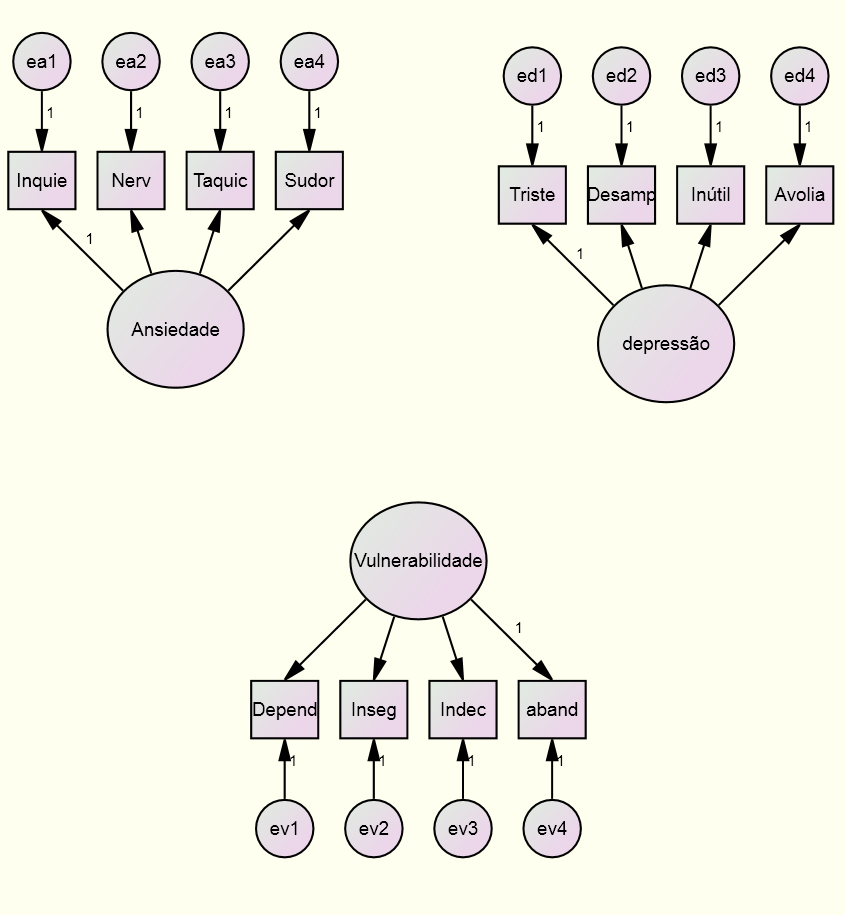 ea1 ea2 ea3 ea4
1 1 1 1
Inquie Nerv Taquic Sudor
1
Ansiedade
ed1 ed2 ed3 ed4
1 1 1 1
Triste Desamp Inútil Avolia
1
depressão
Vulnerabilidade
1
Depend Inseg Indec aband
1 1 1 1
ev1 ev2 ev3 ev4